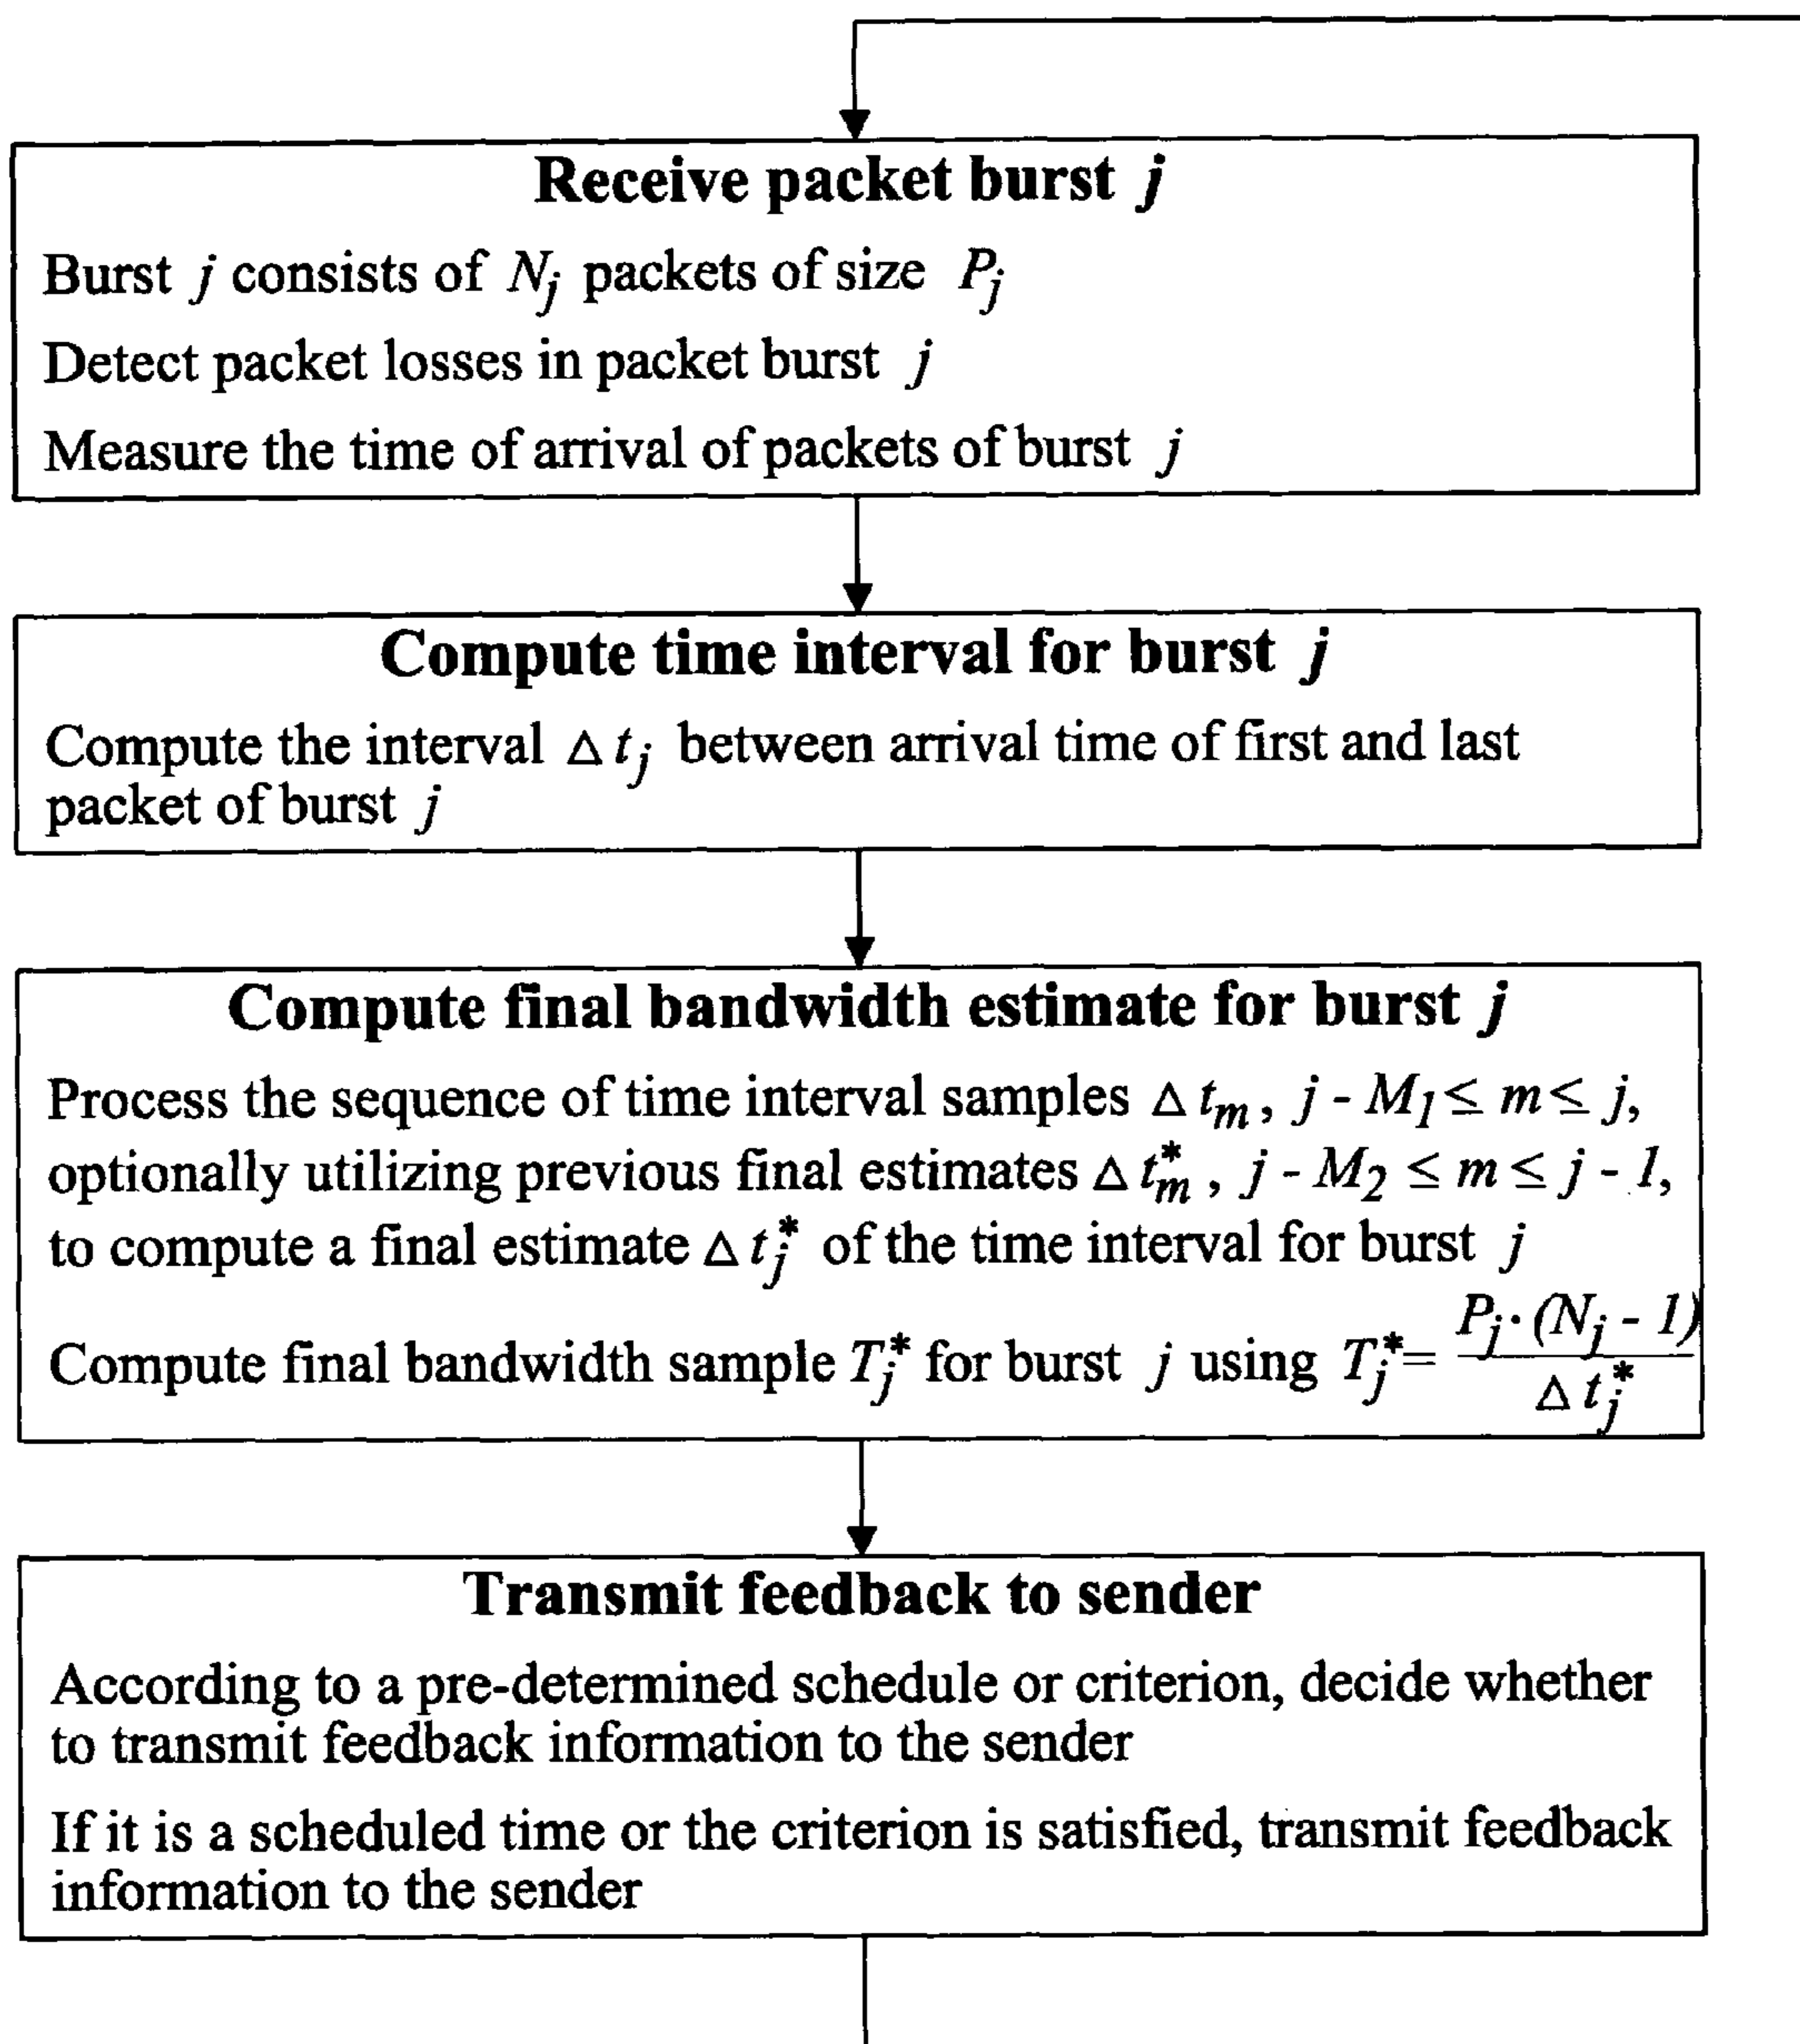 Receive packet burst j
Burst j consists of Nj packets of size Pj
Detect packet losses in packet burst j
Measure the time of arrival of packets of burst j
Compute time interval for burst j
Compute the interval Δ tj between arrival time of first and last
packet of burst j
Compute final bandwidth estimate for burst j
Process the sequence of time interval samples Δ tm, j - M1 ≤ m ≤ j,
optionally utilizing previous final estimates Δ t*m, j - M2 ≤ m ≤ j - 1,
to compute a final estimate Δ t*j of the time interval for burst j
Compute final bandwidth sample T*j for burst j using T*j = Pj·(Nj - 1) / Δ t*j
Transmit feedback to sender
According to a pre-determined schedule or criterion, decide whether
to transmit feedback information to the sender
If it is a scheduled time or the criterion is satisfied, transmit feedback
information to the sender